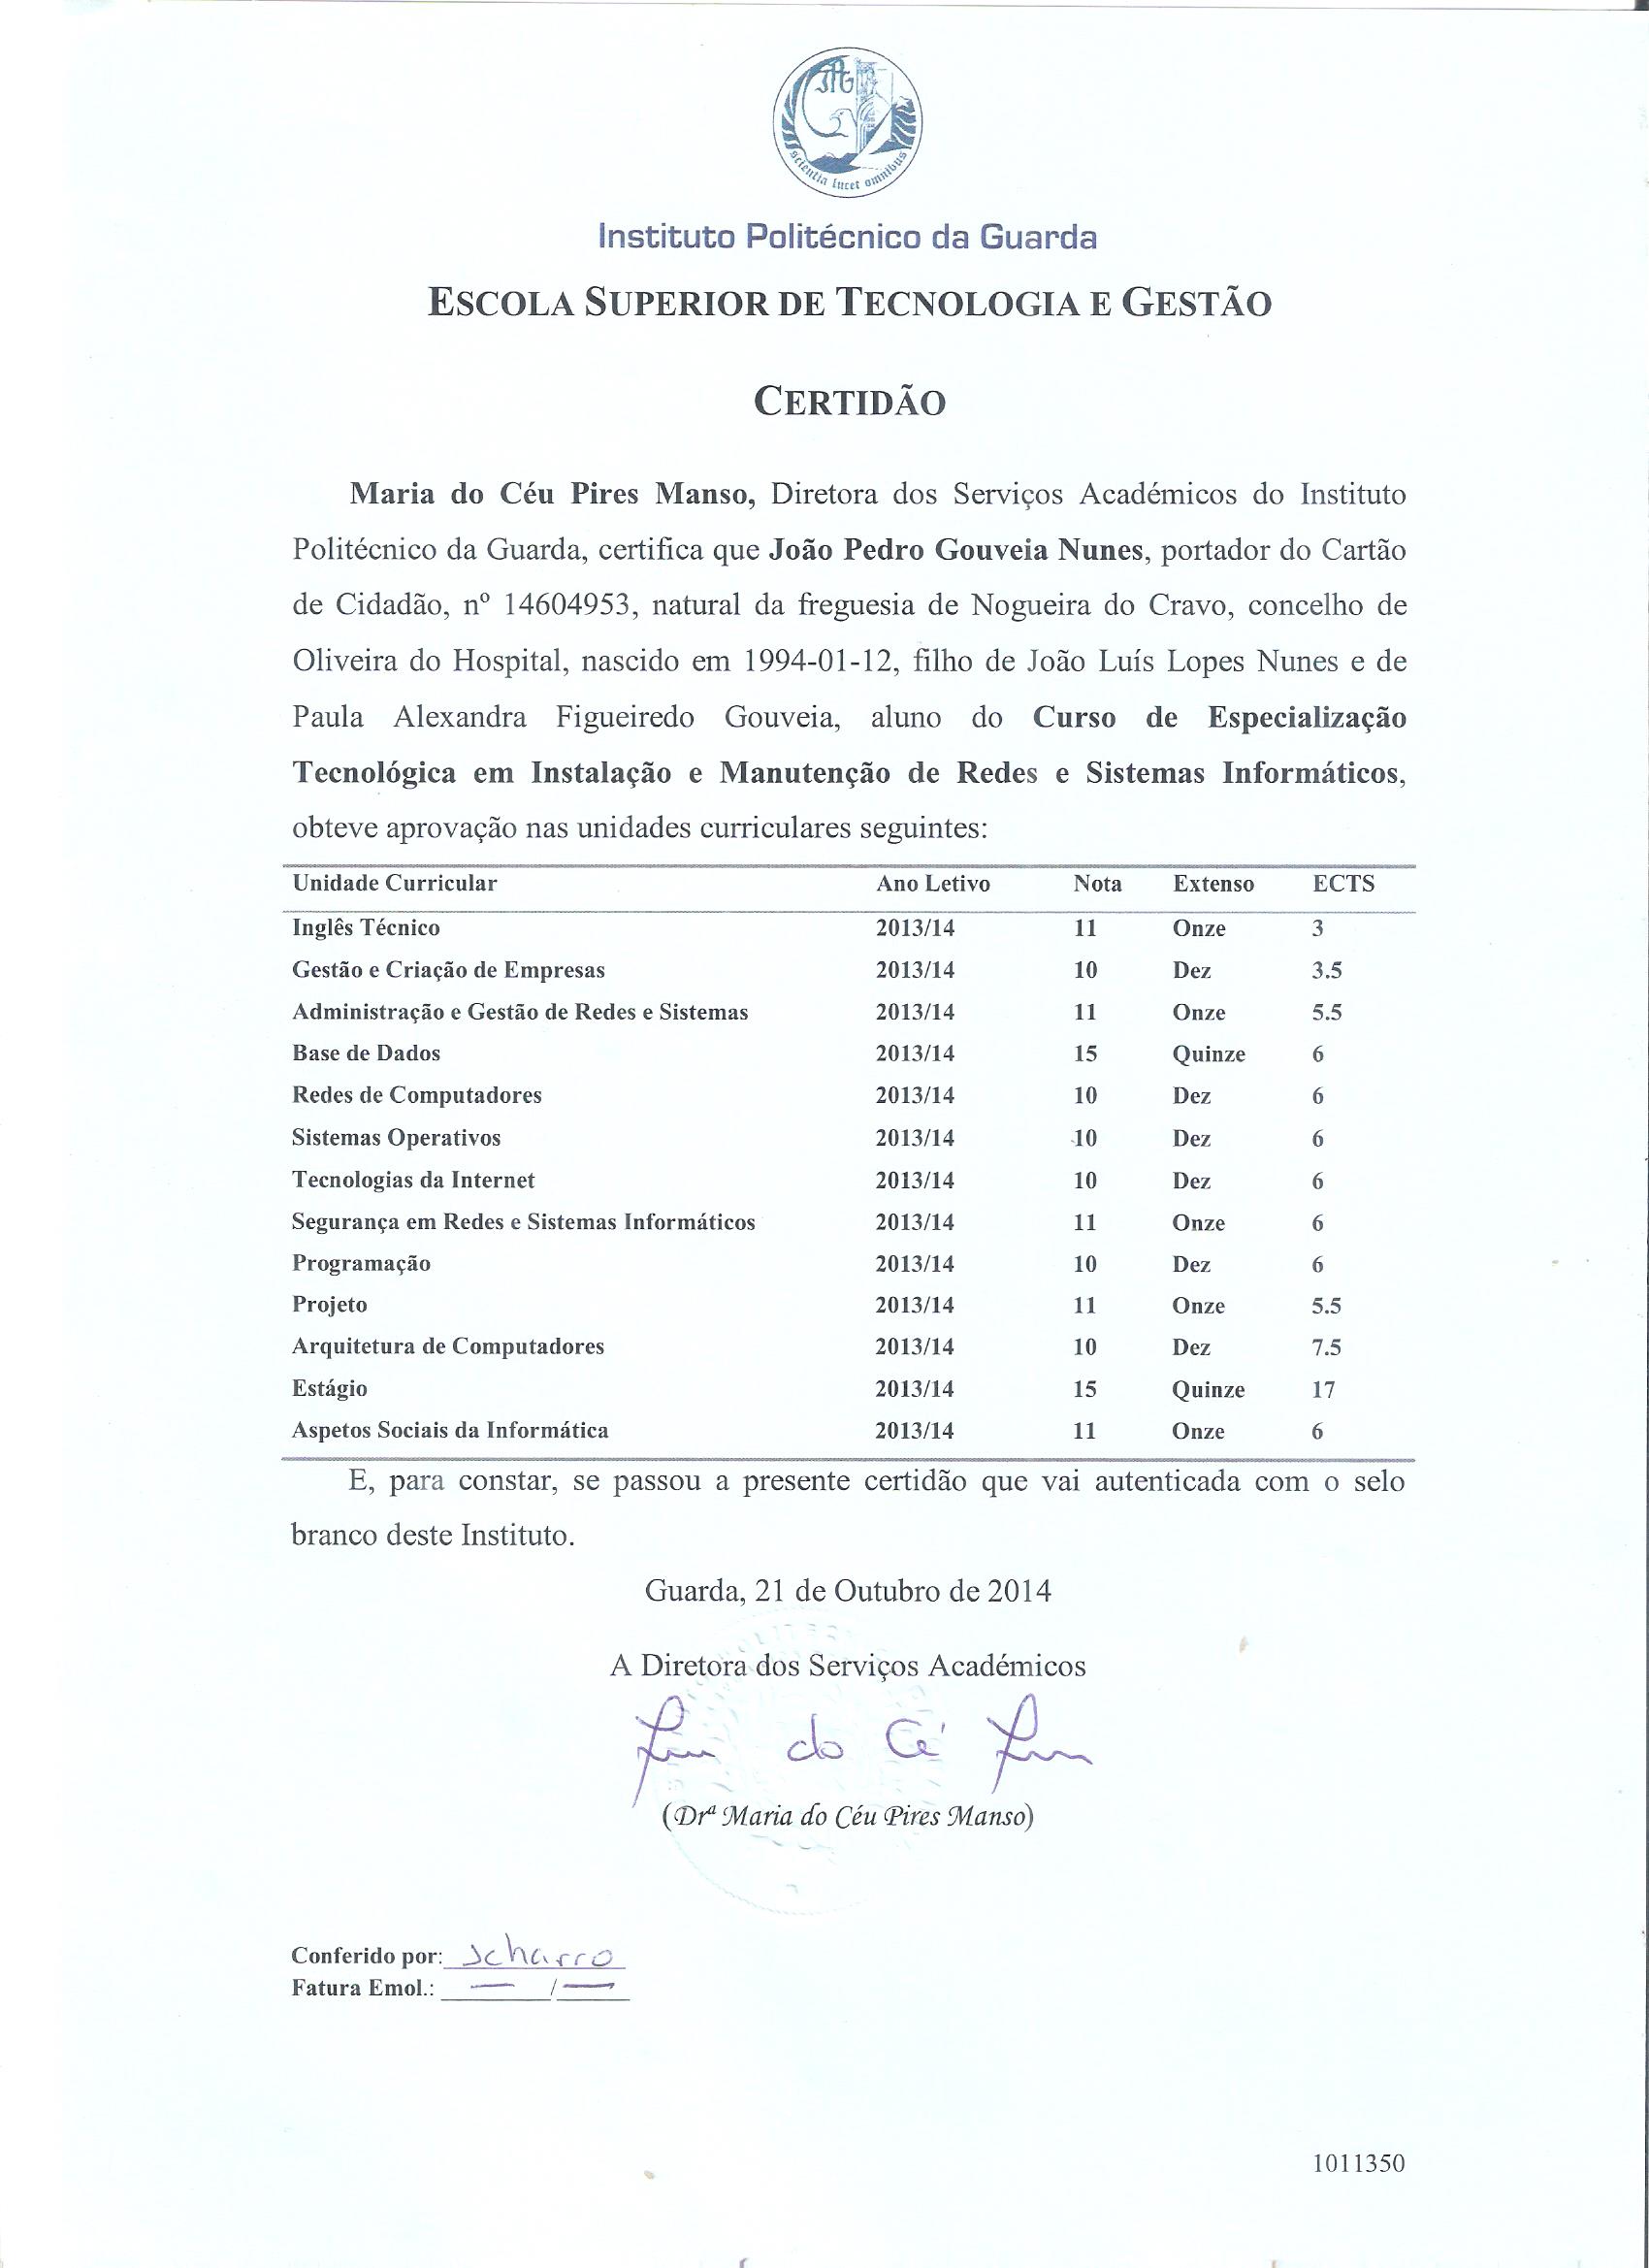 scientia lucet omnibus
Instituto Politécnico da Guarda
ESCOLA SUPERIOR DE TECNOLOGIA E GESTÃO
CERTIDÃO
Maria do Céu Pires Manso, Diretora dos Serviços Académicos do Instituto
Politécnico da Guarda, certifica que João Pedro Gouveia Nunes, portador do Cartão
de Cidadão, nº 14604953, natural da freguesia de Nogueira do Cravo, concelho de
Oliveira do Hospital, nascido em 1994-01-12, filho de João Luís Lopes Nunes e de
Paula Alexandra Figueiredo Gouveia, aluno do Curso de Especialização
Tecnológica em Instalação e Manutenção de Redes e Sistemas Informáticos,
obteve aprovação nas unidades curriculares seguintes:
Unidade Curricular Ano Letivo Nota Extenso ECTS
Inglês Técnico 2013/14 11 Onze 3
Gestão e Criação de Empresas 2013/14 10 Dez 3.5
Administração e Gestão de Redes e Sistemas 2013/14 11 Onze 5.5
Base de Dados 2013/14 15 Quinze 6
Redes de Computadores 2013/14 10 Dez 6
Sistemas Operativos 2013/14 10 Dez 6
Tecnologias da Internet 2013/14 10 Dez 6
Segurança em Redes e Sistemas Informáticos 2013/14 11 Onze 6
Programação 2013/14 10 Dez 6
Projeto 2013/14 11 Onze 5.5
Arquitetura de Computadores 2013/14 10 Dez 7.5
Estágio 2013/14 15 Quinze 17
Aspetos Sociais da Informática 2013/14 11 Onze 6
E, para constar, se passou a presente certidão que vai autenticada com o selo
branco deste Instituto.
Guarda, 21 de Outubro de 2014
A Diretora dos Serviços Académicos
do Cé
(Drª Maria do Céu Pires Manso)
Conferido por:
Fatura Emol.: — / —
1011350